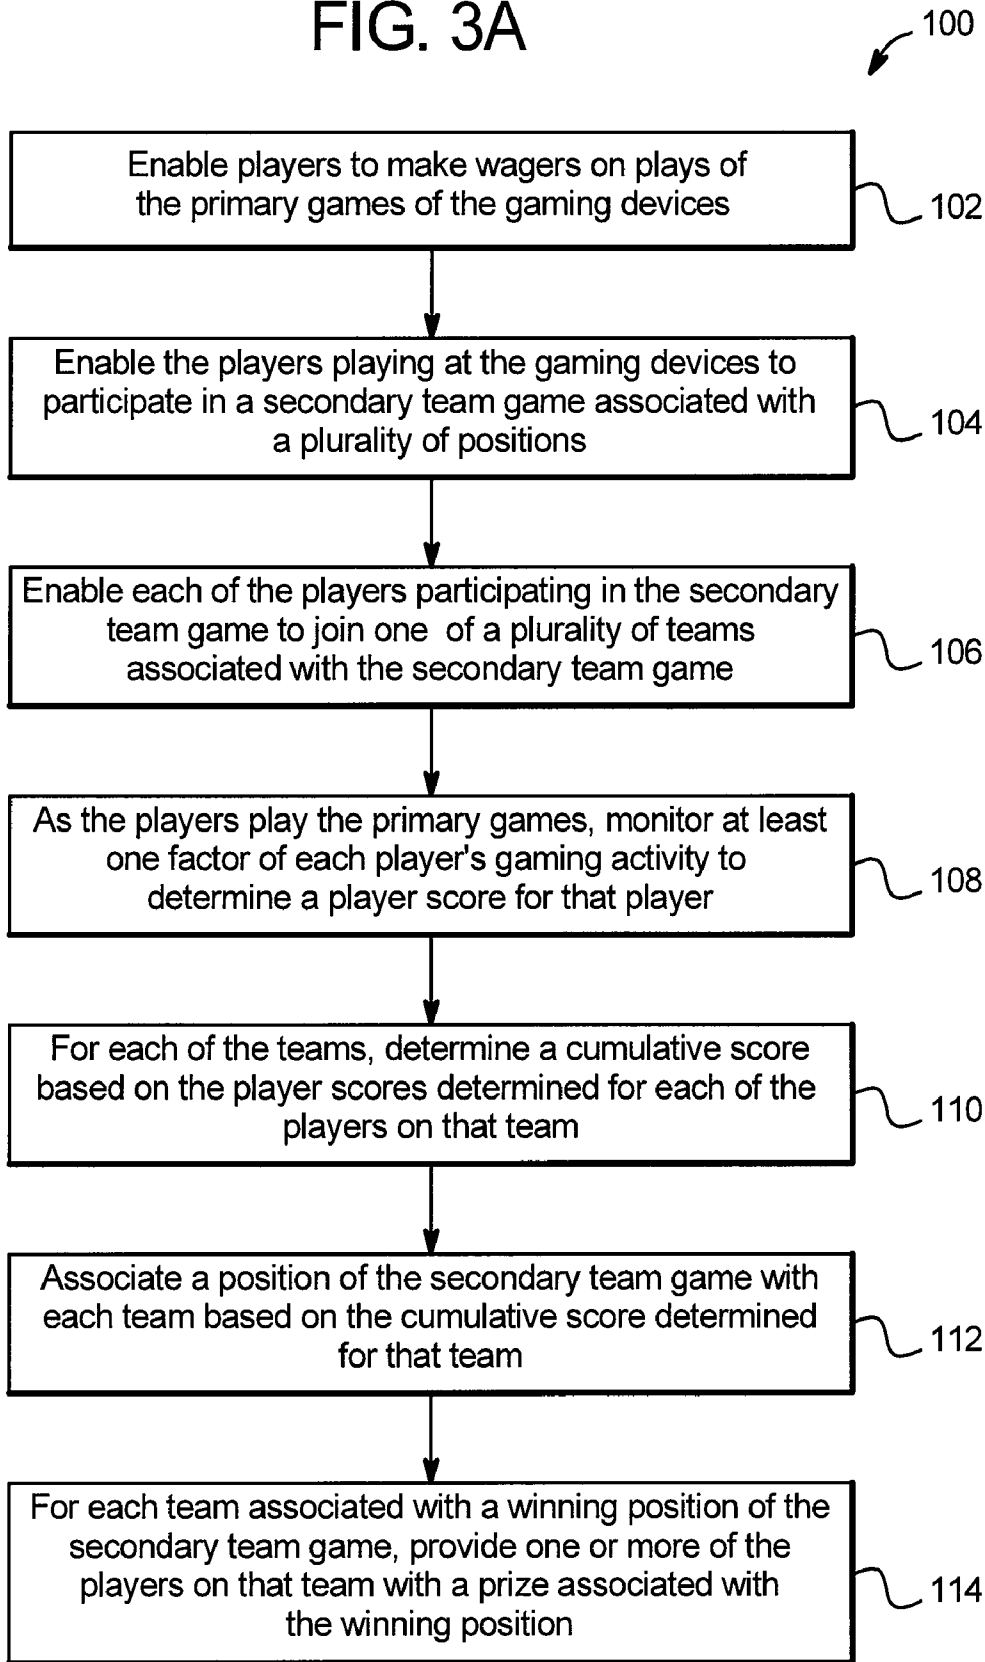 FIG. 3A
100
Enable players to make wagers on plays of
the primary games of the gaming devices
102
Enable the players playing at the gaming devices to
participate in a secondary team game associated with
a plurality of positions
104
Enable each of the players participating in the secondary
team game to join one of a plurality of teams
associated with the secondary team game
106
As the players play the primary games, monitor at least
one factor of each player's gaming activity to
determine a player score for that player
108
For each of the teams, determine a cumulative score
based on the player scores determined for each of the
players on that team
110
Associate a position of the secondary team game with
each team based on the cumulative score determined
for that team
112
For each team associated with a winning position of the
secondary team game, provide one or more of the
players on that team with a prize associated with
the winning position
114